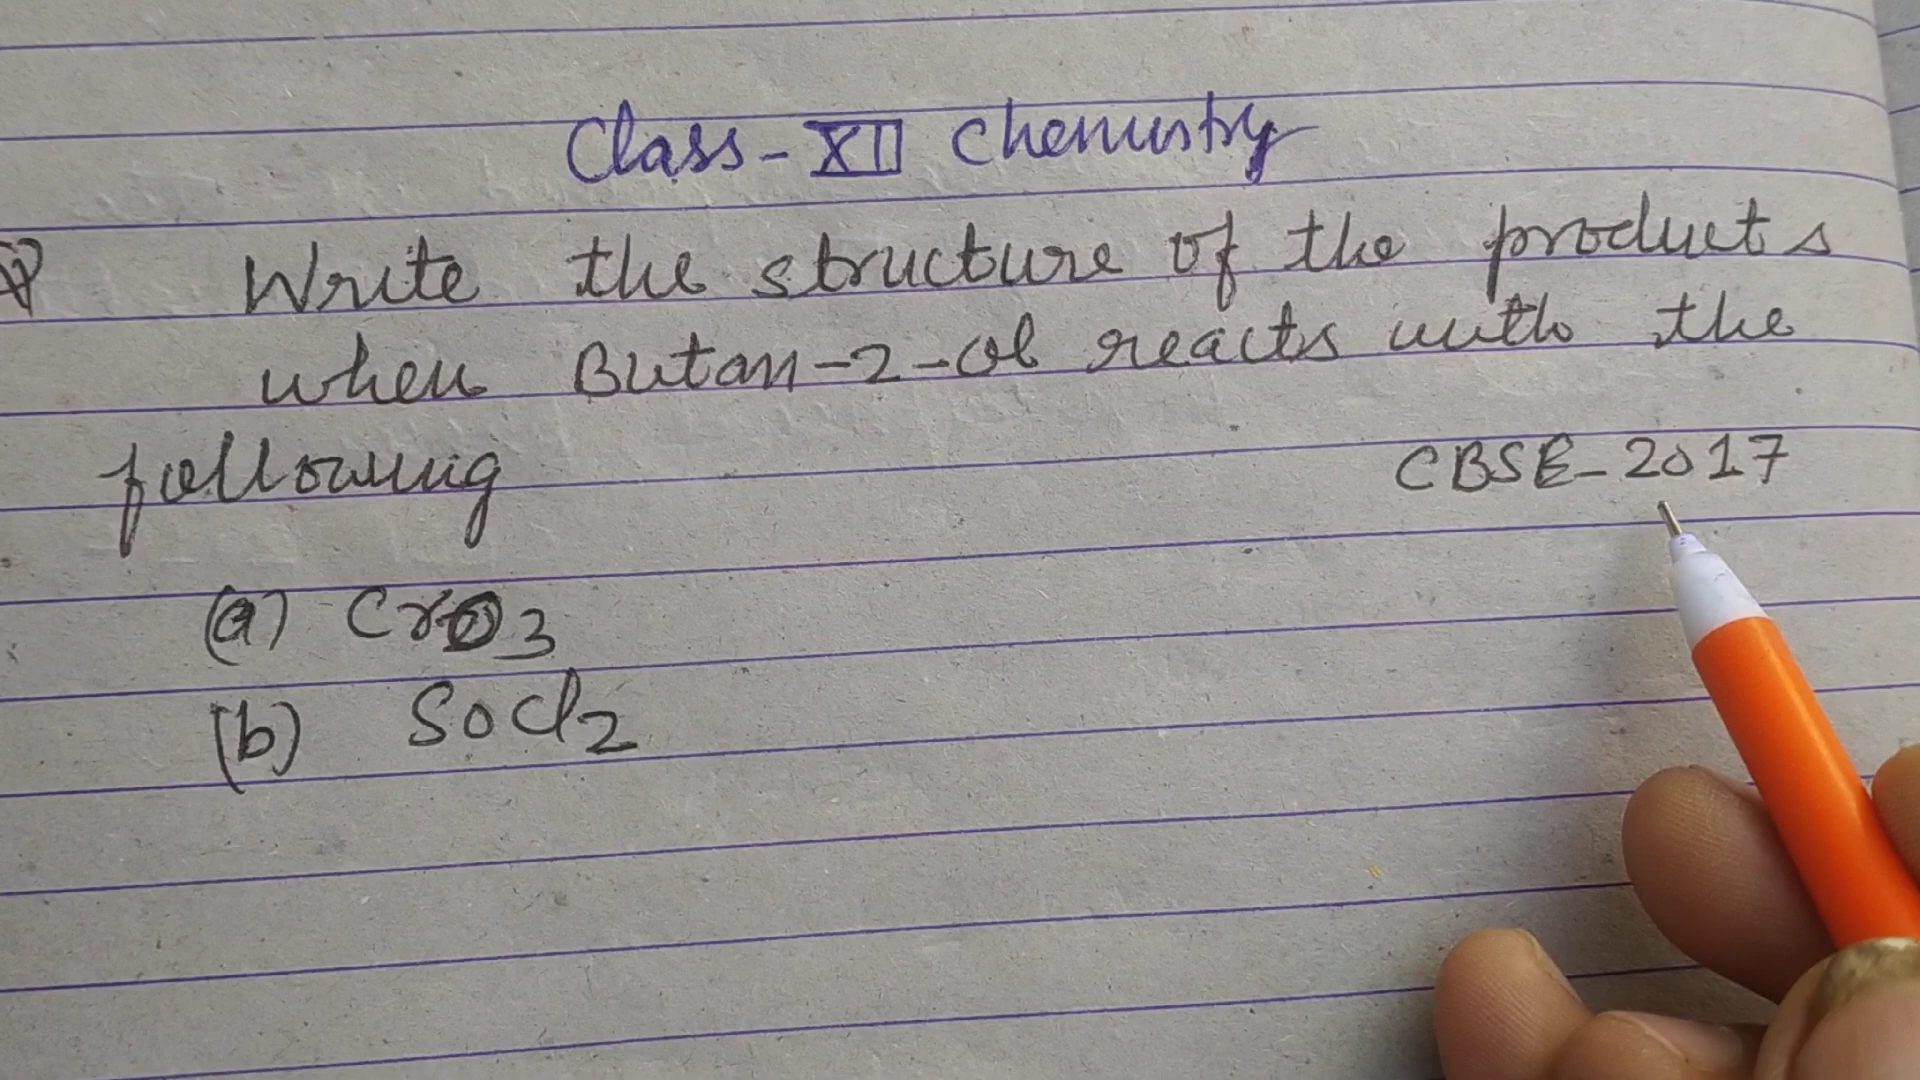 Class-XII Chemistry
Q Write the structure of the products
when Butan-2-ol reacts with the
following
CBSE-2017
(a) CrO3
(b) SoCl2